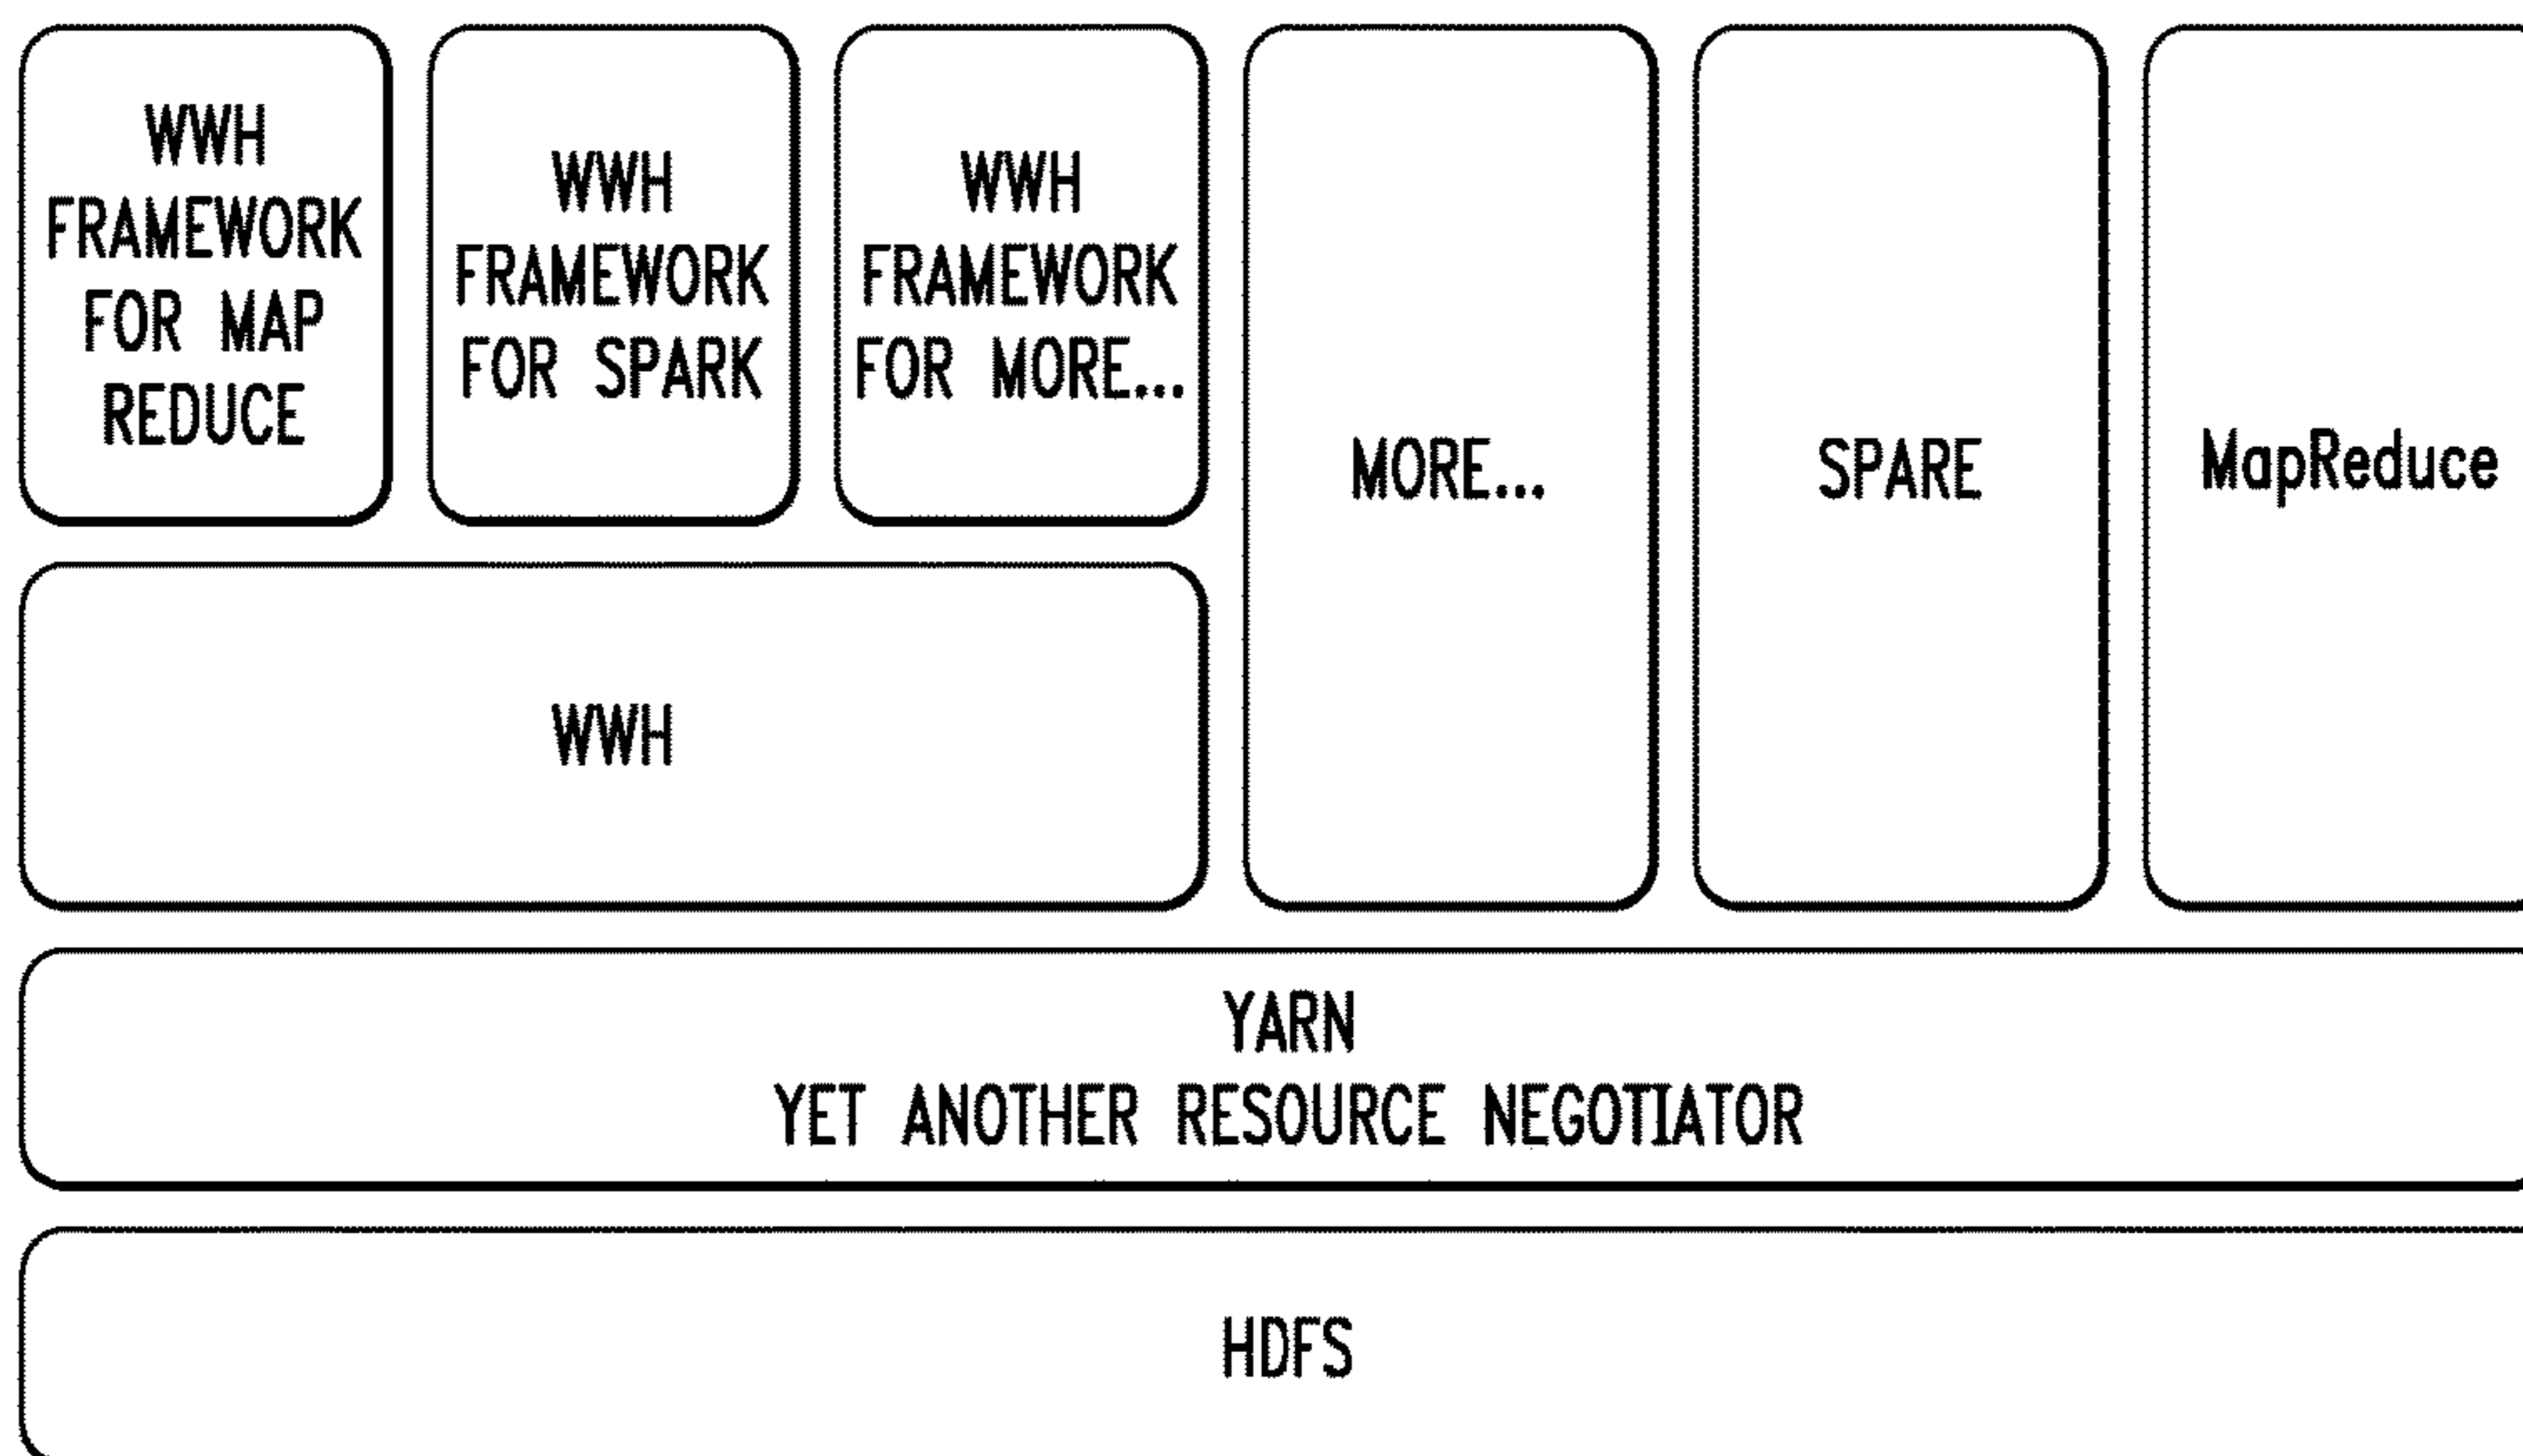 WWH
FRAMEWORK
FOR MAP
REDUCE
WWH
FRAMEWORK
FOR SPARK
WWH
FRAMEWORK
FOR MORE...
MORE...
SPARE
MapReduce
WWH
YARN
YET ANOTHER RESOURCE NEGOTIATOR
HDFS